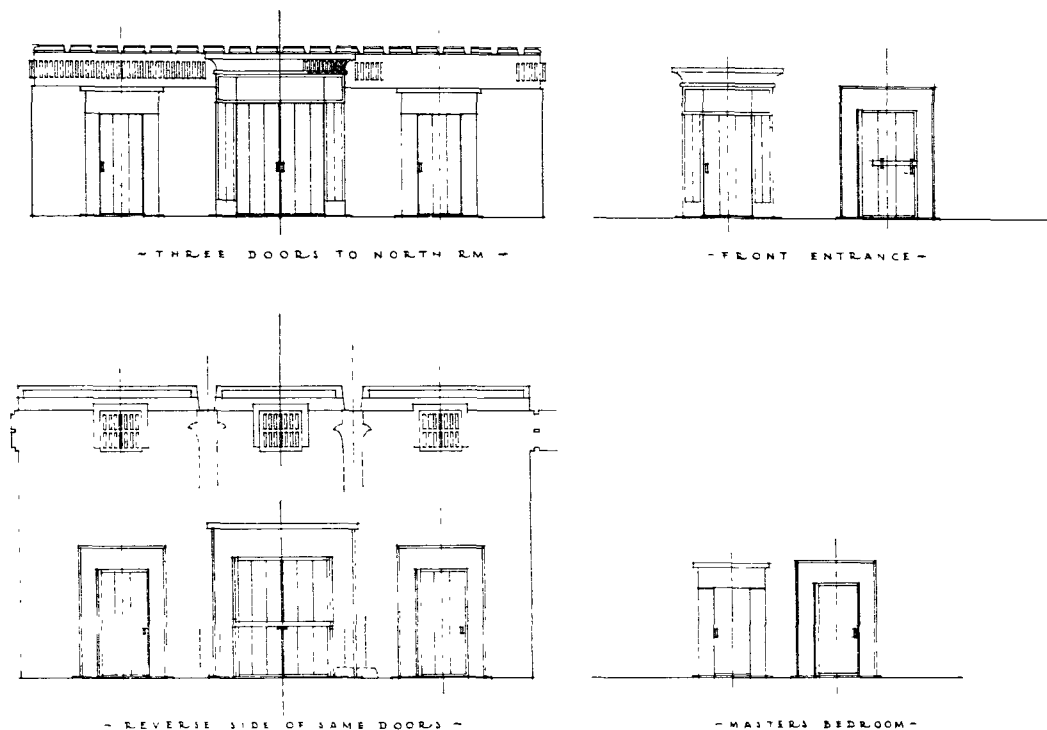 ~ THREE DOORS TO NORTH RM ~
~ FRONT ENTRANCE ~
~ REVERSE SIDE OF SAME DOORS ~
~ MASTERS BEDROOM ~